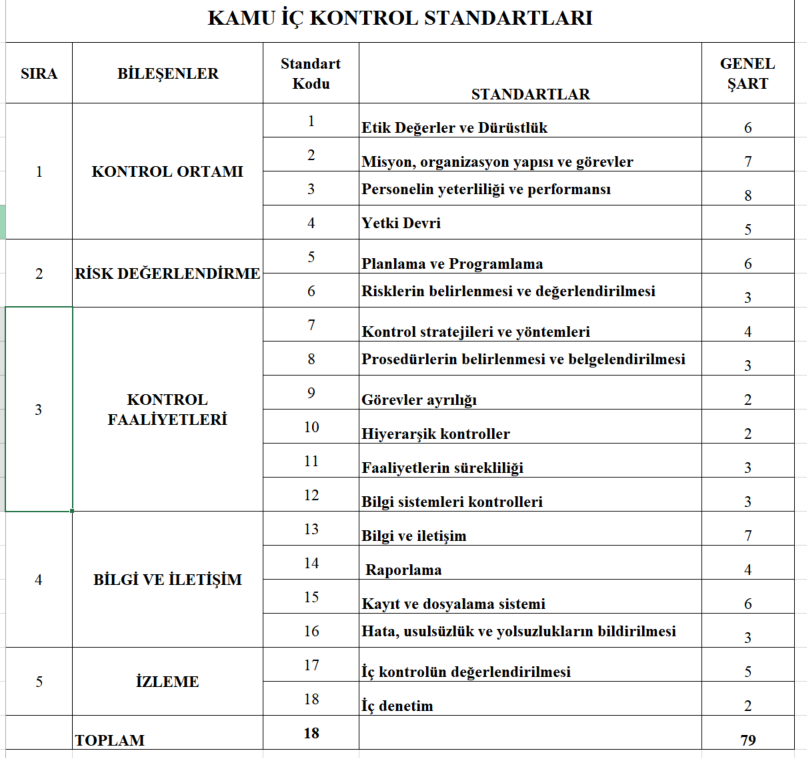 KAMU İÇ KONTROL STANDARTLARI
SIRA BİLEŞENLER Standart Kodu STANDARTLAR GENEL ŞART
1 KONTROL ORTAMI 1 Etik Değerler ve Dürüstlük 6
2 Misyon, organizasyon yapısı ve görevler 7
3 Personelin yeterliliği ve performansı 8
4 Yetki Devri 5
2 RİSK DEĞERLENDİRME 5 Planlama ve Programlama 6
6 Risklerin belirlenmesi ve değerlendirilmesi 3
3 KONTROL FAALİYETLERİ 7 Kontrol stratejileri ve yöntemleri 4
8 Prosedürlerin belirlenmesi ve belgelendirilmesi 3
9 Görevler ayrılığı 2
10 Hiyerarşik kontroller 2
11 Faaliyetlerin sürekliliği 3
12 Bilgi sistemleri kontrolleri 3
4 BİLGİ VE İLETİŞİM 13 Bilgi ve iletişim 7
14 Raporlama 4
15 Kayıt ve dosyalama sistemi 6
16 Hata, usulsüzlük ve yolsuzlukların bildirilmesi 3
5 İZLEME 17 İç kontrolün değerlendirilmesi 5
18 İç denetim 2
TOPLAM 18 79